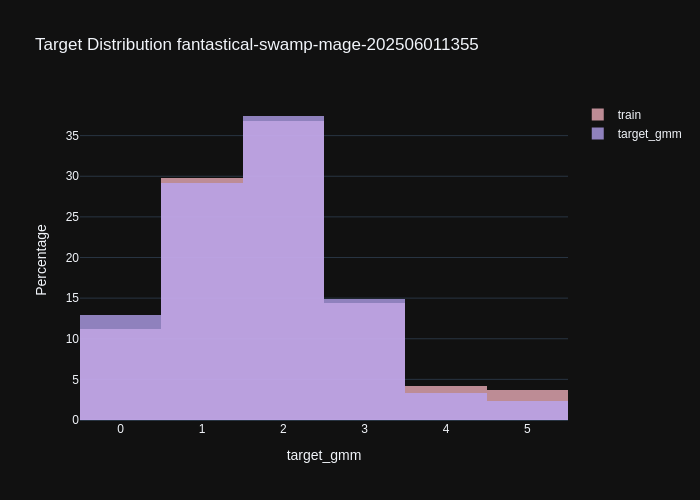 Target Distribution fantastical-swamp-mage-202506011355
train
target_gmm
Percentage
35
30
25
20
15
10
5
0
0 1 2 3 4 5
target_gmm